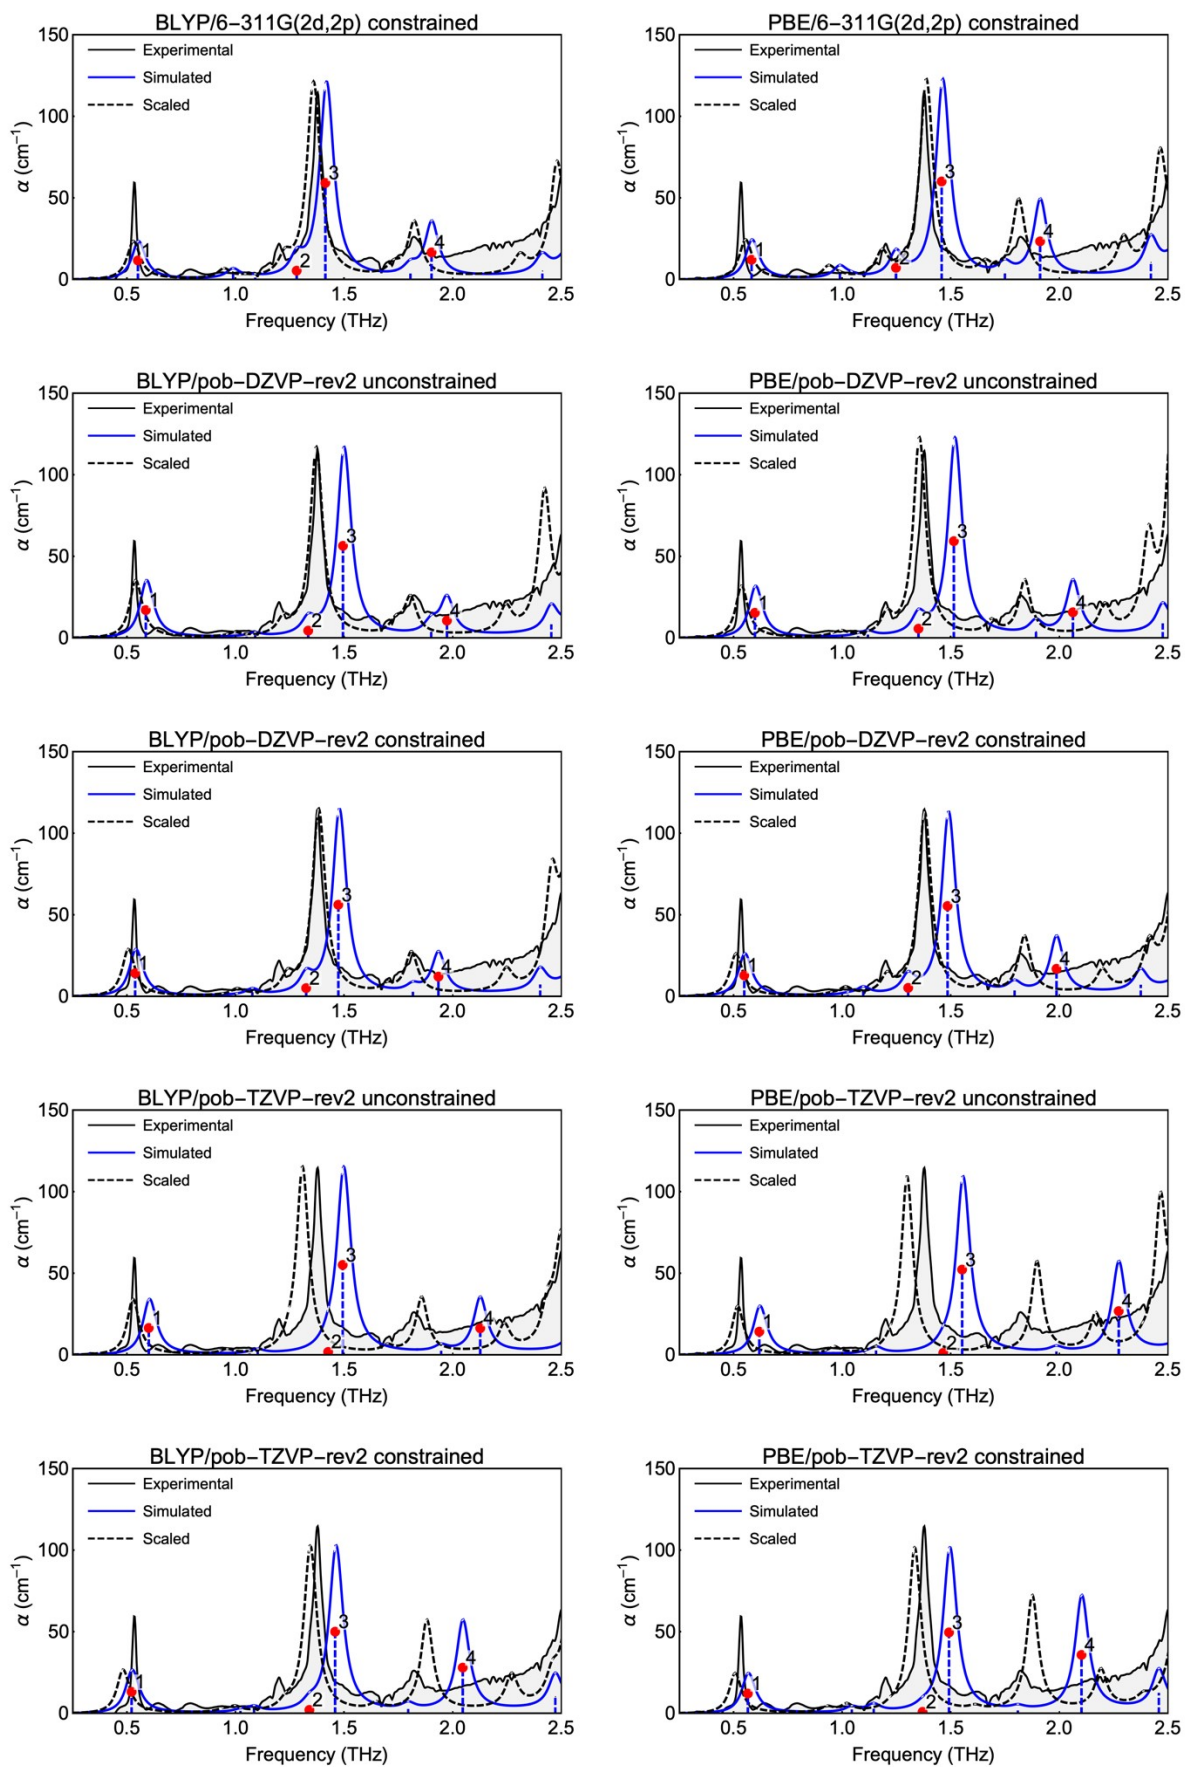 BLYP/6−311G(2d,2p) constrained
150
100
50
0
α (cm⁻¹)
Experimental
Simulated
Scaled
1
2
3
4
0.5 1.0 1.5 2.0 2.5
Frequency (THz)
PBE/6−311G(2d,2p) constrained
150
100
50
0
α (cm⁻¹)
Experimental
Simulated
Scaled
1
2
3
4
0.5 1.0 1.5 2.0 2.5
Frequency (THz)
BLYP/pob−DZVP−rev2 unconstrained
150
100
50
0
α (cm⁻¹)
Experimental
Simulated
Scaled
1
2
3
4
0.5 1.0 1.5 2.0 2.5
Frequency (THz)
PBE/pob−DZVP−rev2 unconstrained
150
100
50
0
α (cm⁻¹)
Experimental
Simulated
Scaled
1
2
3
4
0.5 1.0 1.5 2.0 2.5
Frequency (THz)
BLYP/pob−DZVP−rev2 constrained
150
100
50
0
α (cm⁻¹)
Experimental
Simulated
Scaled
1
2
3
4
0.5 1.0 1.5 2.0 2.5
Frequency (THz)
PBE/pob−DZVP−rev2 constrained
150
100
50
0
α (cm⁻¹)
Experimental
Simulated
Scaled
1
2
3
4
0.5 1.0 1.5 2.0 2.5
Frequency (THz)
BLYP/pob−TZVP−rev2 unconstrained
150
100
50
0
α (cm⁻¹)
Experimental
Simulated
Scaled
1
2
3
4
0.5 1.0 1.5 2.0 2.5
Frequency (THz)
PBE/pob−TZVP−rev2 unconstrained
150
100
50
0
α (cm⁻¹)
Experimental
Simulated
Scaled
1
2
3
4
0.5 1.0 1.5 2.0 2.5
Frequency (THz)
BLYP/pob−TZVP−rev2 constrained
150
100
50
0
α (cm⁻¹)
Experimental
Simulated
Scaled
1
2
3
4
0.5 1.0 1.5 2.0 2.5
Frequency (THz)
PBE/pob−TZVP−rev2 constrained
150
100
50
0
α (cm⁻¹)
Experimental
Simulated
Scaled
1
2
3
4
0.5 1.0 1.5 2.0 2.5
Frequency (THz)